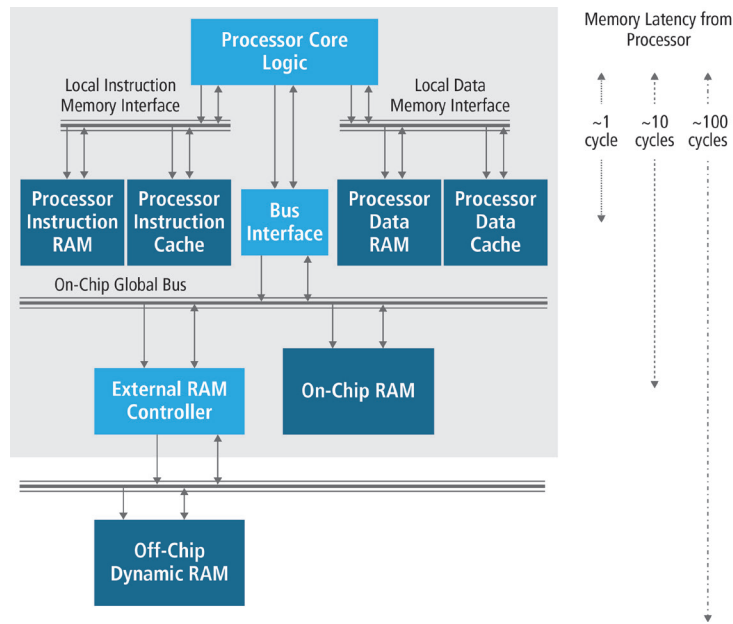 Memory Latency from
Processor
Processor Core
Logic
Local Instruction
Memory Interface
Local Data
Memory Interface
~1
cycle
~10
cycles
~100
cycles
Processor
Instruction
RAM
Processor
Instruction
Cache
Bus
Interface
Processor
Data
RAM
Processor
Data
Cache
On-Chip Global Bus
External RAM
Controller
On-Chip RAM
Off-Chip
Dynamic RAM